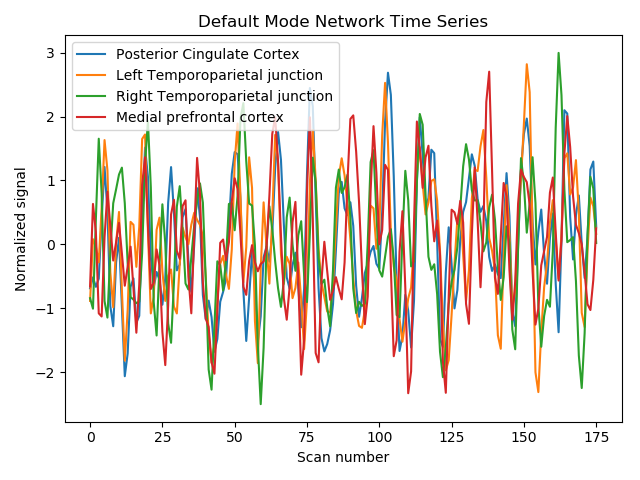 Default Mode Network Time Series
Posterior Cingulate Cortex
Left Temporoparietal junction
Right Temporoparietal junction
Medial prefrontal cortex
Normalized signal
3
2
1
0
−1
−2
0 25 50 75 100 125 150 175
Scan number